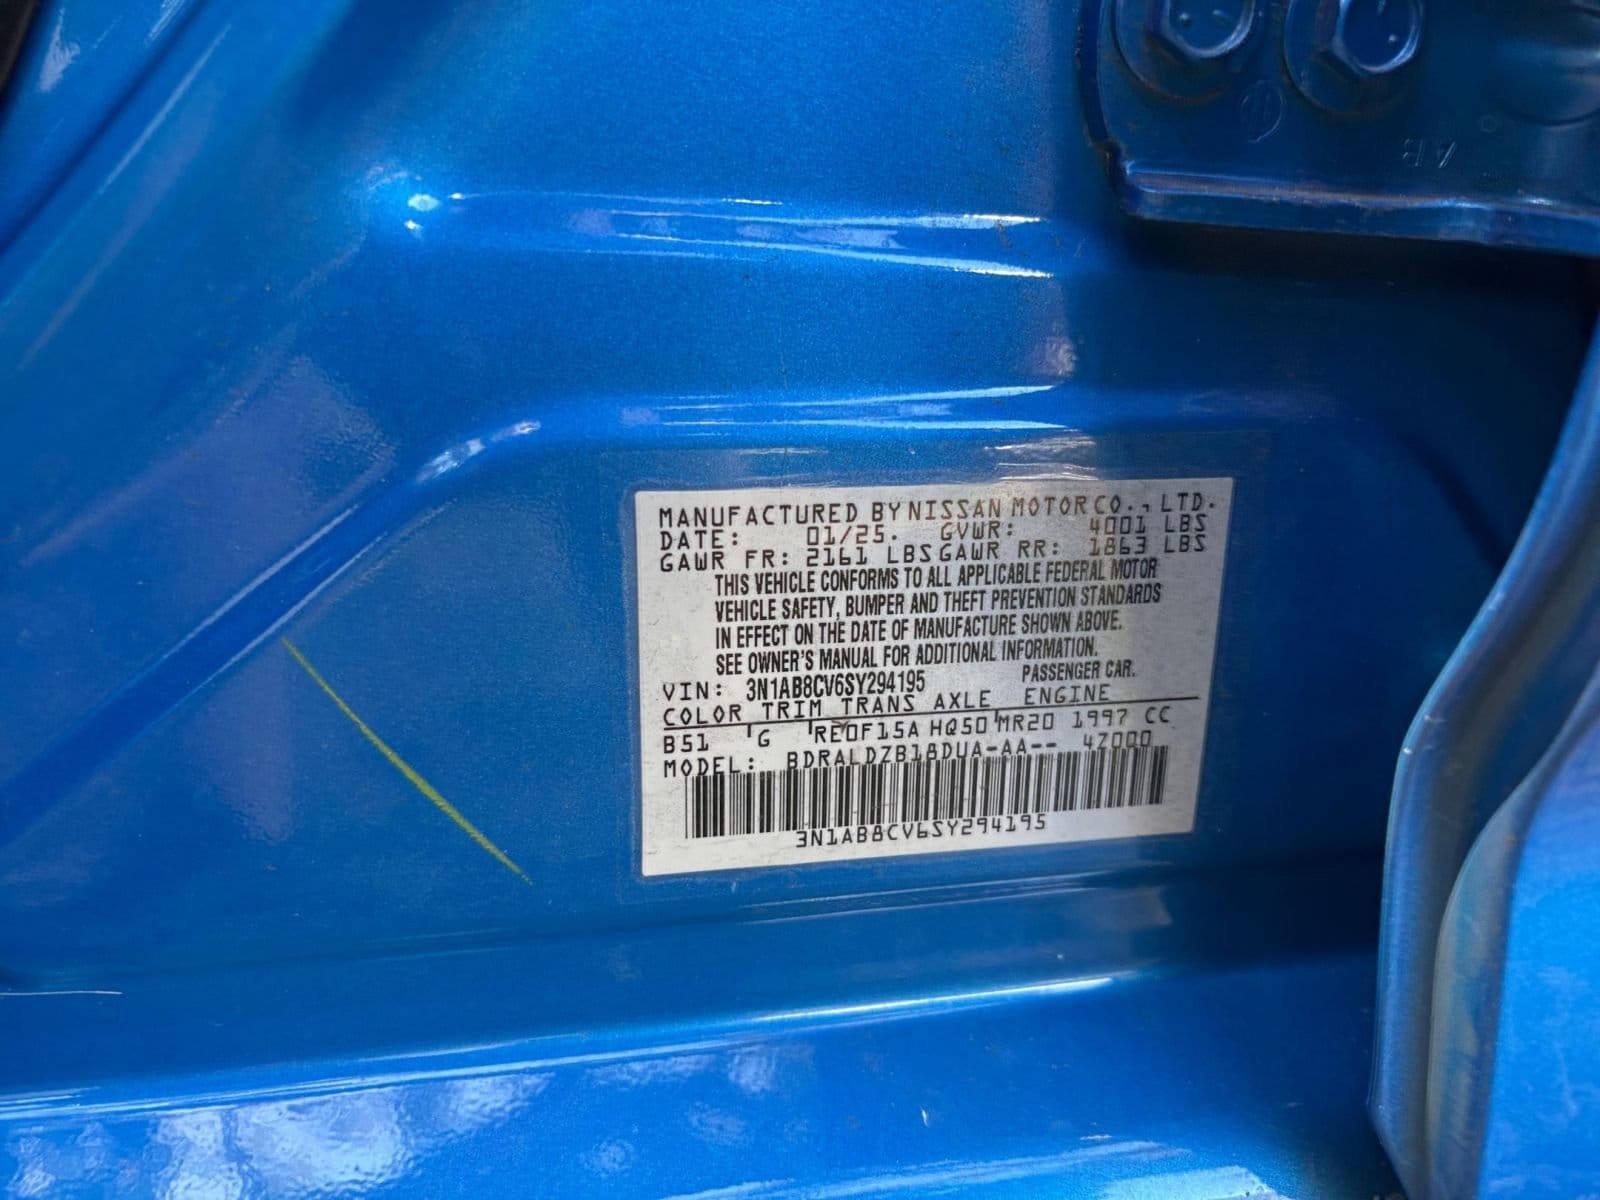 MANUFACTURED BY NISSAN MOTOR CO., LTD.
DATE: 01/25. GVWR: 4001 LBS
GAWR FR: 2161 LBS GAWR RR: 1863 LBS
THIS VEHICLE CONFORMS TO ALL APPLICABLE FEDERAL MOTOR
VEHICLE SAFETY, BUMPER AND THEFT PREVENTION STANDARDS
IN EFFECT ON THE DATE OF MANUFACTURE SHOWN ABOVE.
SEE OWNER'S MANUAL FOR ADDITIONAL INFORMATION.
VIN: 3N1AB8CV6SY294195 PASSENGER CAR.
COLOR TRIM TRANS AXLE ENGINE
B51 G RE0F15A HQ50 MR20 1997 CC
MODEL: BDRALDZB18DUA-AA-- 4Z000
3N1AB8CV6SY294195
AB